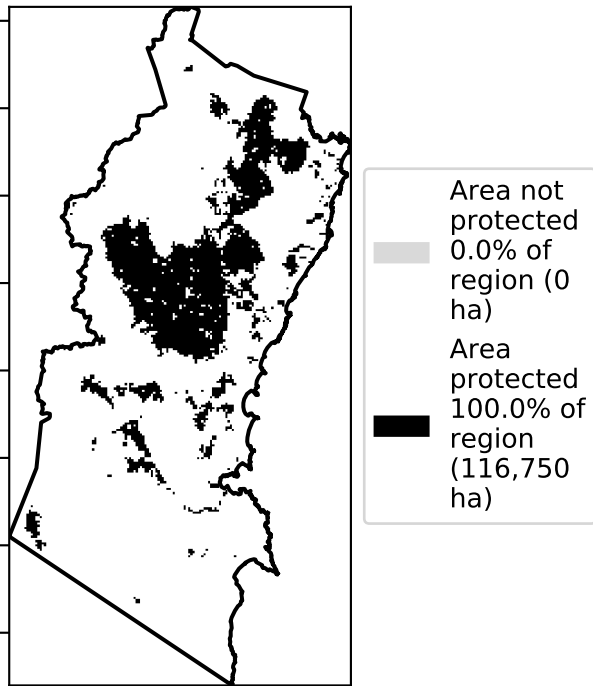 Area not
protected
0.0% of
region (0
ha)
Area
protected
100.0% of
region
(116,750
ha)